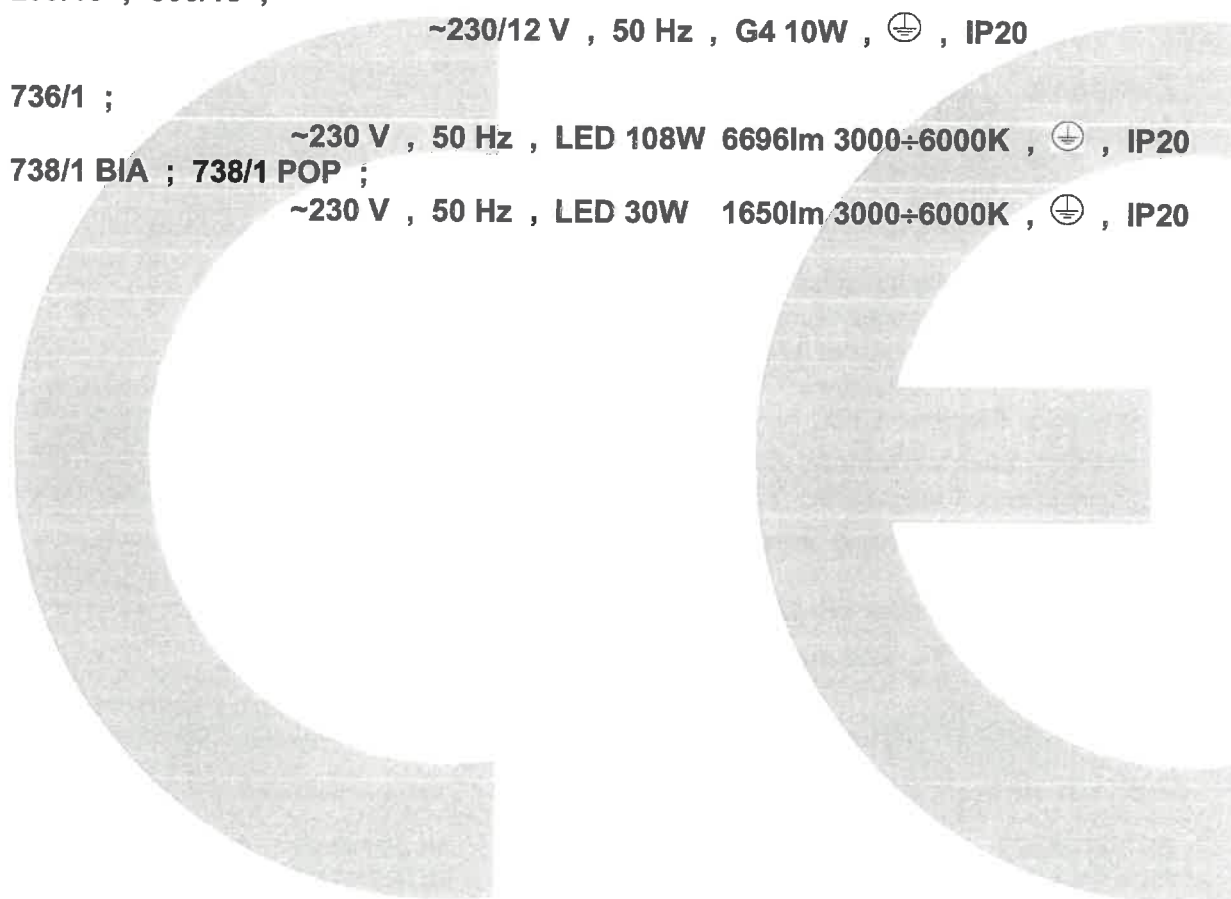 ~230/12 V , 50 Hz , G4 10W , ⏚ , IP20
736/1 ;
~230 V , 50 Hz , LED 108W 6696lm 3000÷6000K , ⏚ , IP20
738/1 BIA ; 738/1 POP ;
~230 V , 50 Hz , LED 30W 1650lm 3000÷6000K , ⏚ , IP20
CE